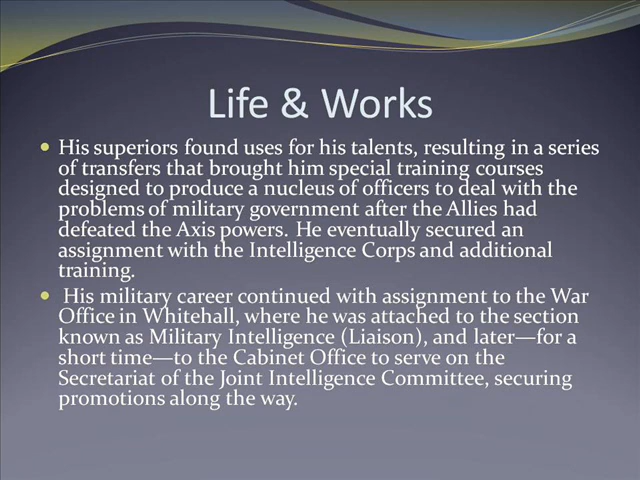 Life & Works
• His superiors found uses for his talents, resulting in a series
of transfers that brought him special training courses
designed to produce a nucleus of officers to deal with the
problems of military government after the Allies had
defeated the Axis powers. He eventually secured an
assignment with the Intelligence Corps and additional
training.
• His military career continued with assignment to the War
Office in Whitehall, where he was attached to the section
known as Military Intelligence (Liaison), and later—for a
short time—to the Cabinet Office to serve on the
Secretariat of the Joint Intelligence Committee, securing
promotions along the way.